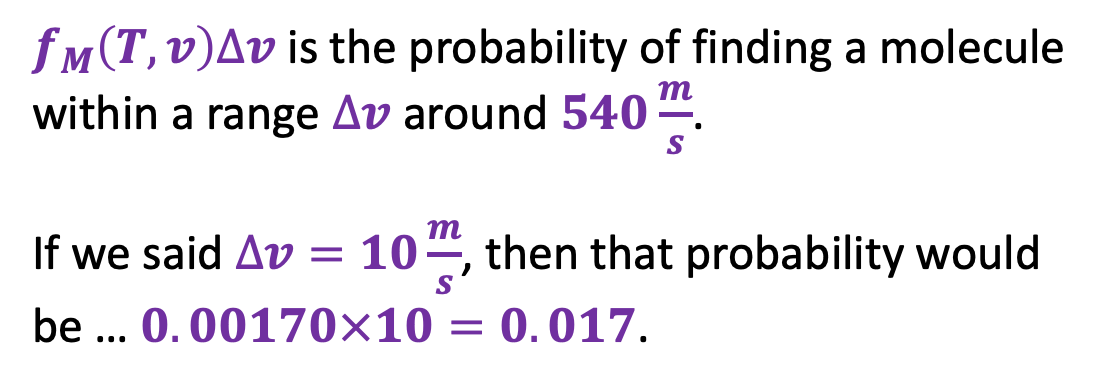 f_M(T, v)Δv is the probability of finding a molecule
within a range Δv around 540 m/s.
If we said Δv = 10 m/s, then that probability would
be ... 0.00170×10 = 0.017.